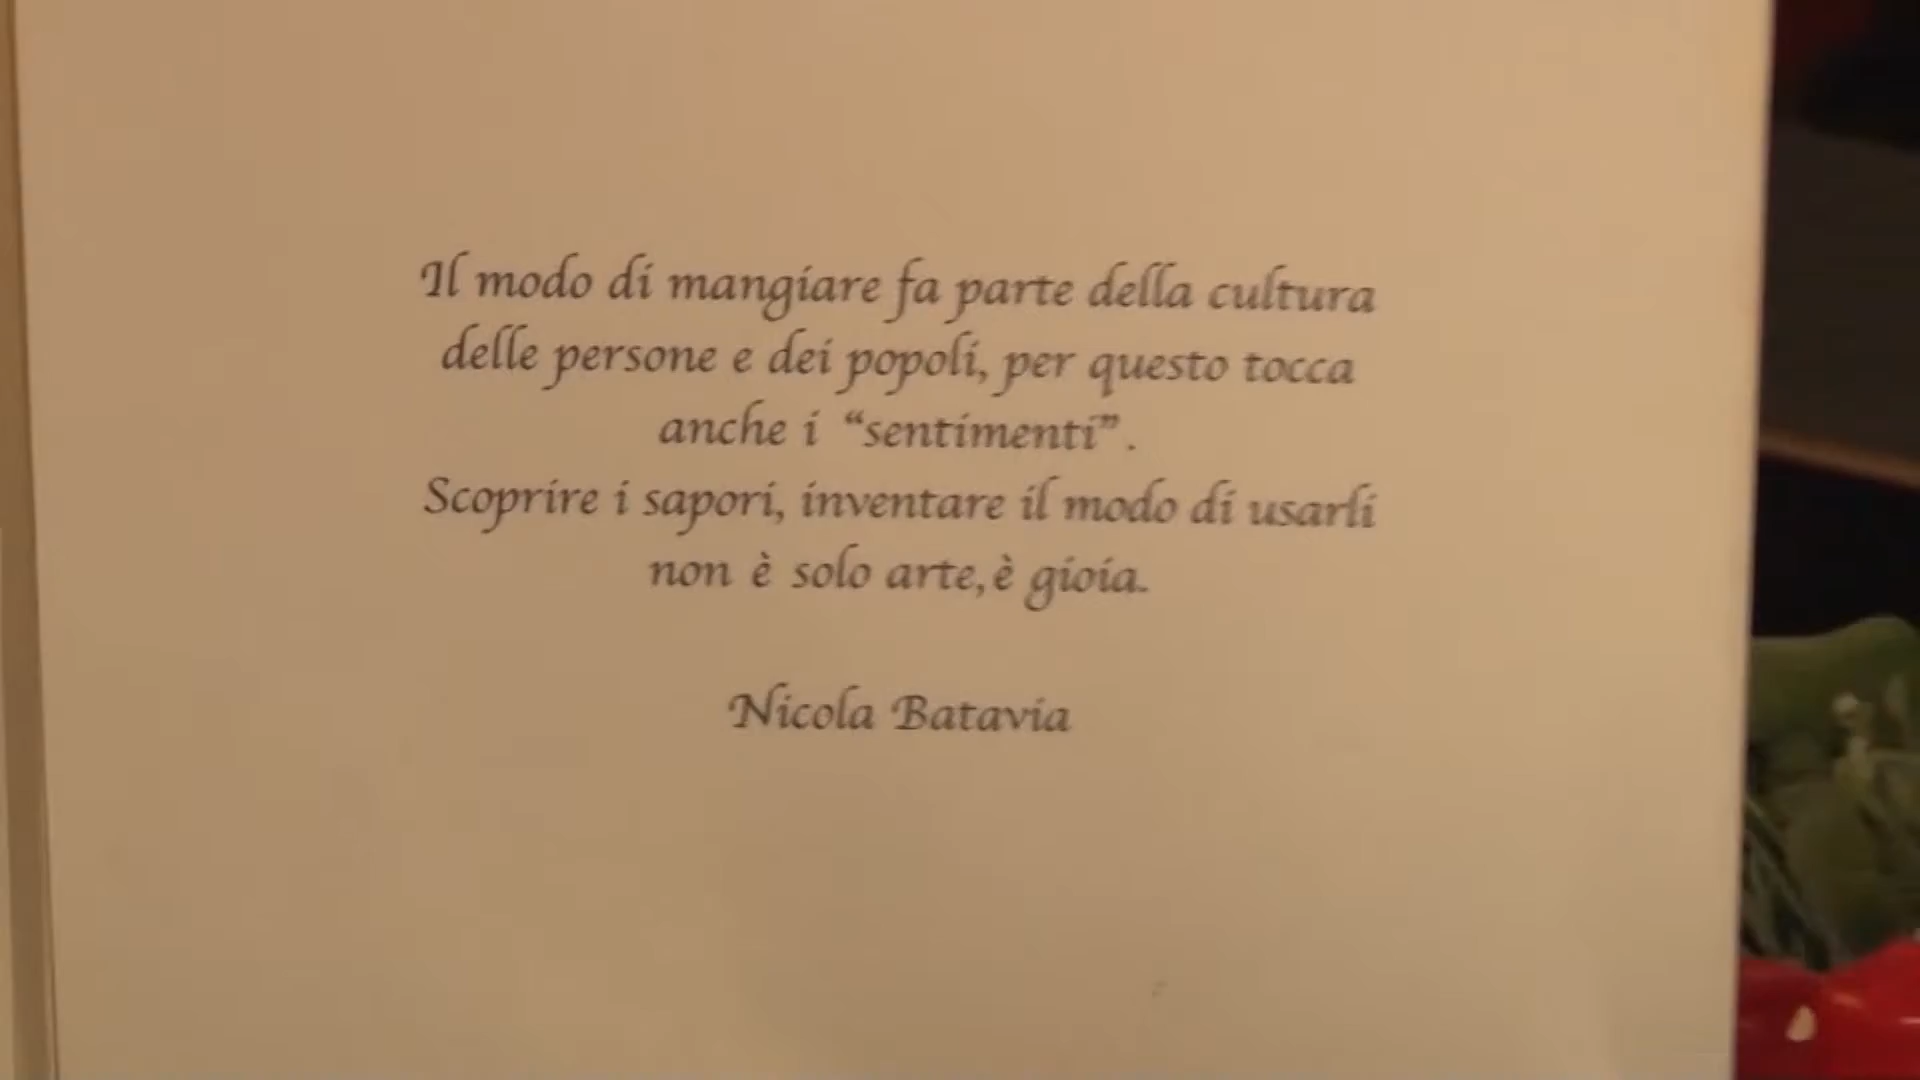 Il modo di mangiare fa parte della cultura
delle persone e dei popoli, per questo tocca
anche i “sentimenti”.
Scoprire i sapori, inventare il modo di usarli
non è solo arte, è gioia.
Nicola Batavia